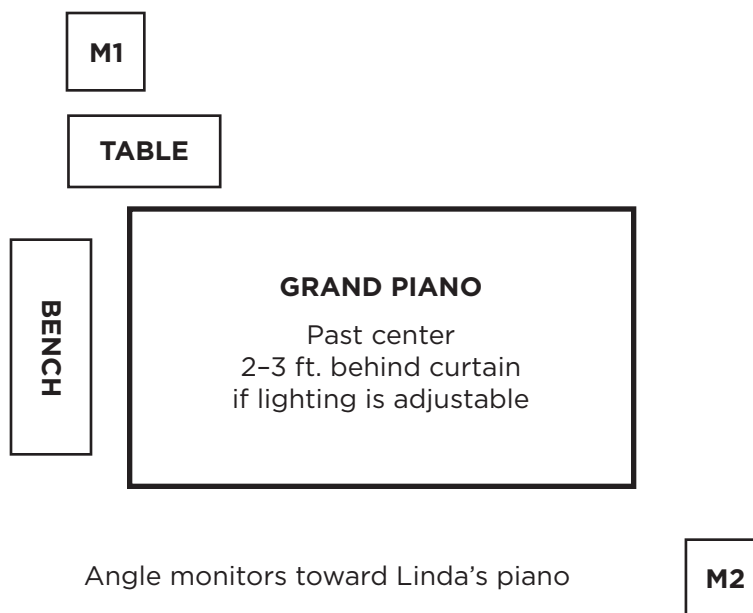 M1
TABLE
BENCH
GRAND PIANO
Past center
2–3 ft. behind curtain
if lighting is adjustable
Angle monitors toward Linda’s piano
M2